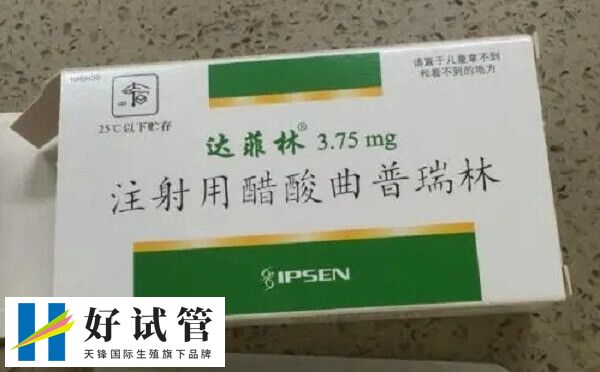 请置于儿童拿不到
和看不到的地方
25℃以下贮存
达菲林® 3.75 mg
注射用醋酸曲普瑞林
IPSEN
好试管
天锋国际生殖旗下品牌